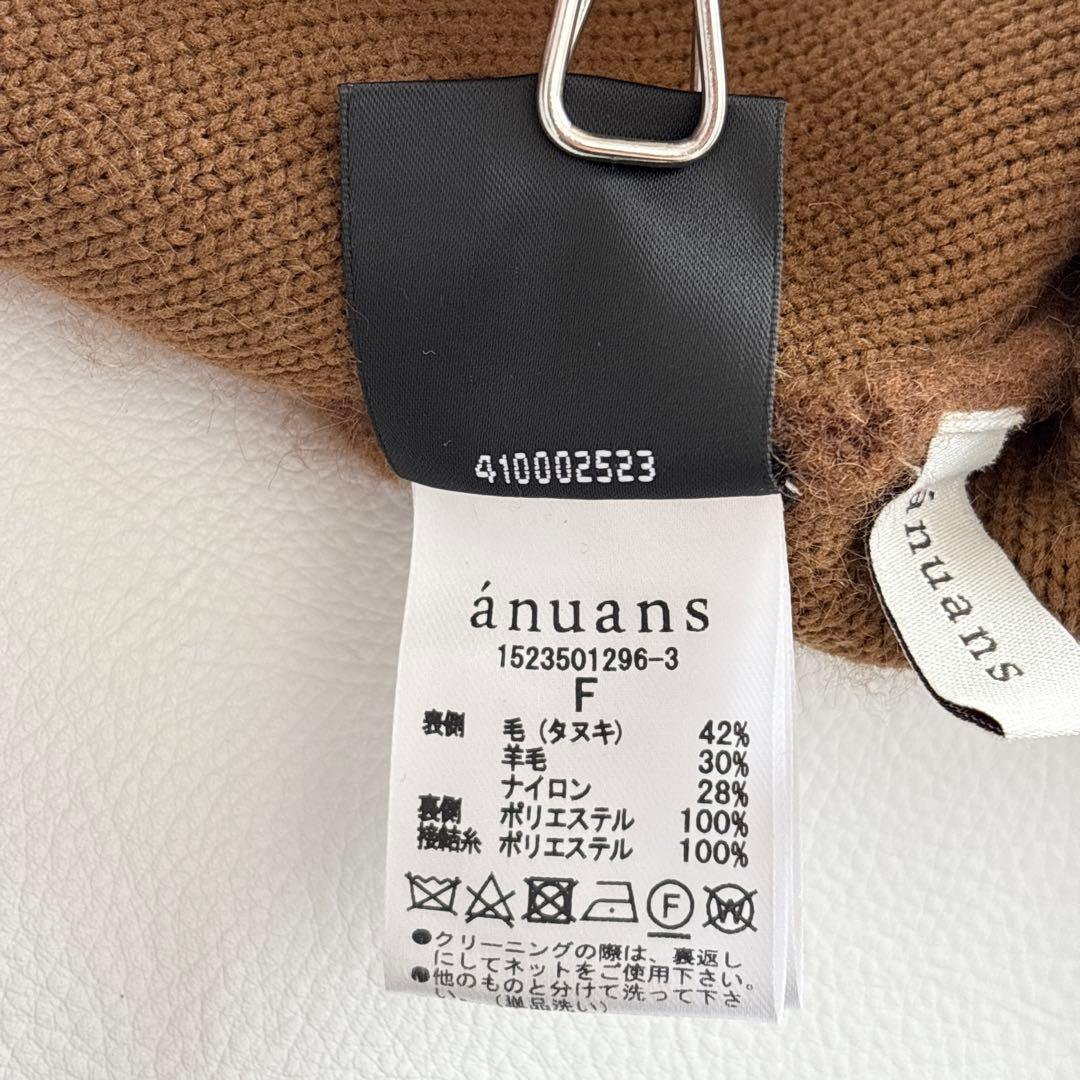 410002523
ánuans
1523501296-3
F
表側 毛（タヌキ） 42%
羊毛 30%
ナイロン 28%
裏側 ポリエステル 100%
接結糸 ポリエステル 100%
F
W
●クリーニングの際は、裏返し
にしてネットをご使用下さい。
●他のものと分けて洗って下さ
い。（単品洗い）
ánuans